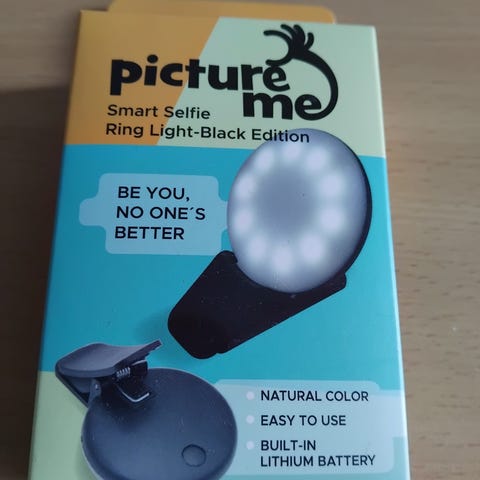 picture
me
Smart Selfie
Ring Light-Black Edition
BE YOU,
NO ONE´S
BETTER
NATURAL COLOR
EASY TO USE
BUILT-IN
LITHIUM BATTERY